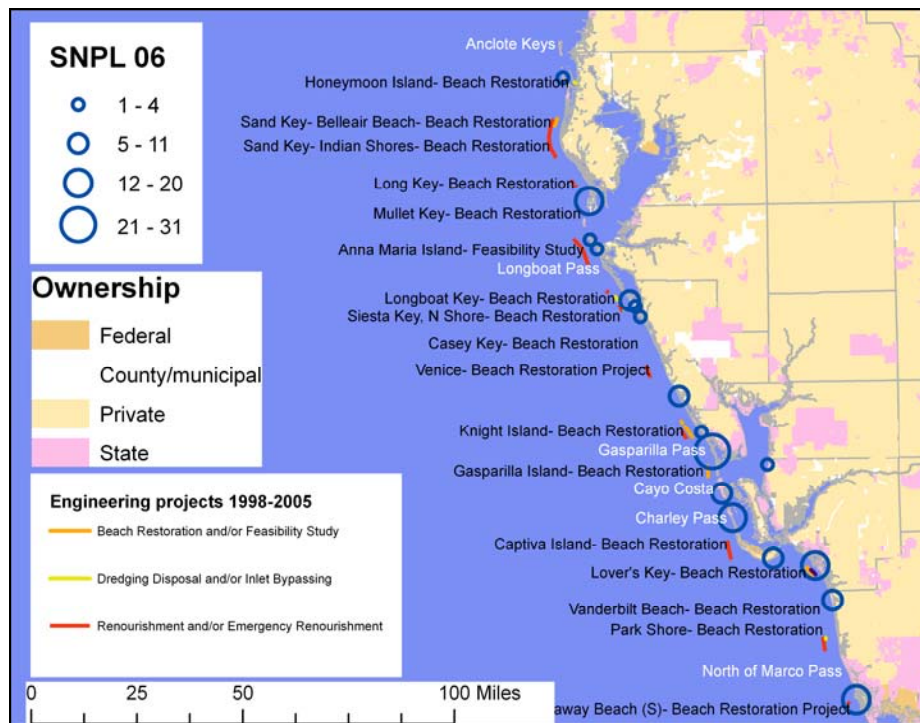 SNPL 06
1 - 4
5 - 11
12 - 20
21 - 31
Ownership
Federal
County/municipal
Private
State
Engineering projects 1998-2005
Beach Restoration and/or Feasibility Study
Dredging Disposal and/or Inlet Bypassing
Renourishment and/or Emergency Renourishment
0 25 50 100 Miles
Anclote Keys
Honeymoon Island- Beach Restoration
Sand Key- Belleair Beach- Beach Restoration
Sand Key- Indian Shores- Beach Restoration
Long Key- Beach Restoration
Mullet Key- Beach Restoration
Anna Maria Island- Feasibility Study
Longboat Pass
Longboat Key- Beach Restoration
Siesta Key, N Shore- Beach Restoration
Casey Key- Beach Restoration
Venice- Beach Restoration Project
Knight Island- Beach Restoration
Gasparilla Pass
Gasparilla Island- Beach Restoration
Cayo Costa
Charley Pass
Captiva Island- Beach Restoration
Lover's Key- Beach Restoration
Vanderbilt Beach- Beach Restoration
Park Shore- Beach Restoration
North of Marco Pass
away Beach (S)- Beach Restoration Project